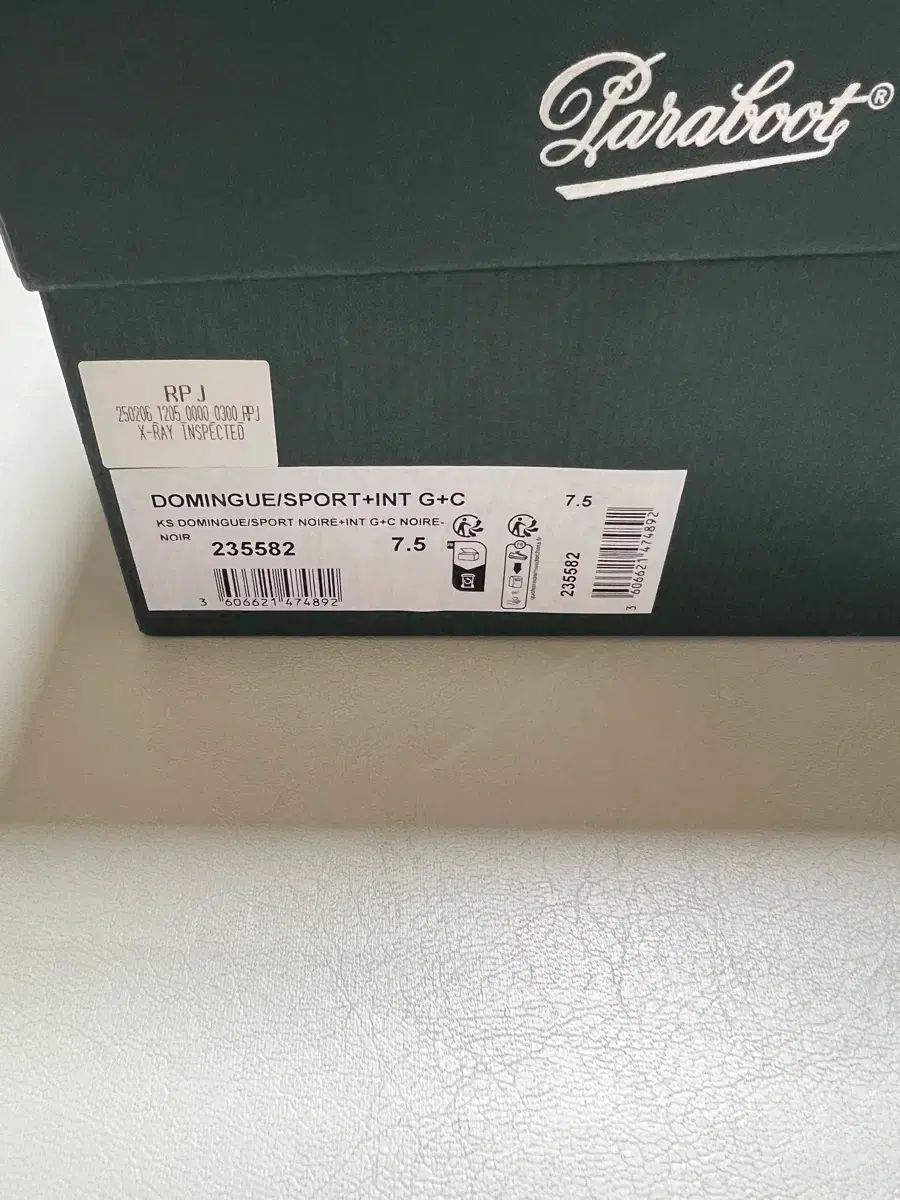 Paraboot®
RPJ
250206 1205 0000 0300 RPJ
X-RAY INSPECTED
DOMINGUE/SPORT+INT G+C
7.5
KS DOMINGUE/SPORT NOIRE+INT G+C NOIRE-
NOIR
235582
7.5
3 606621 474892
235582
3 606621 474892